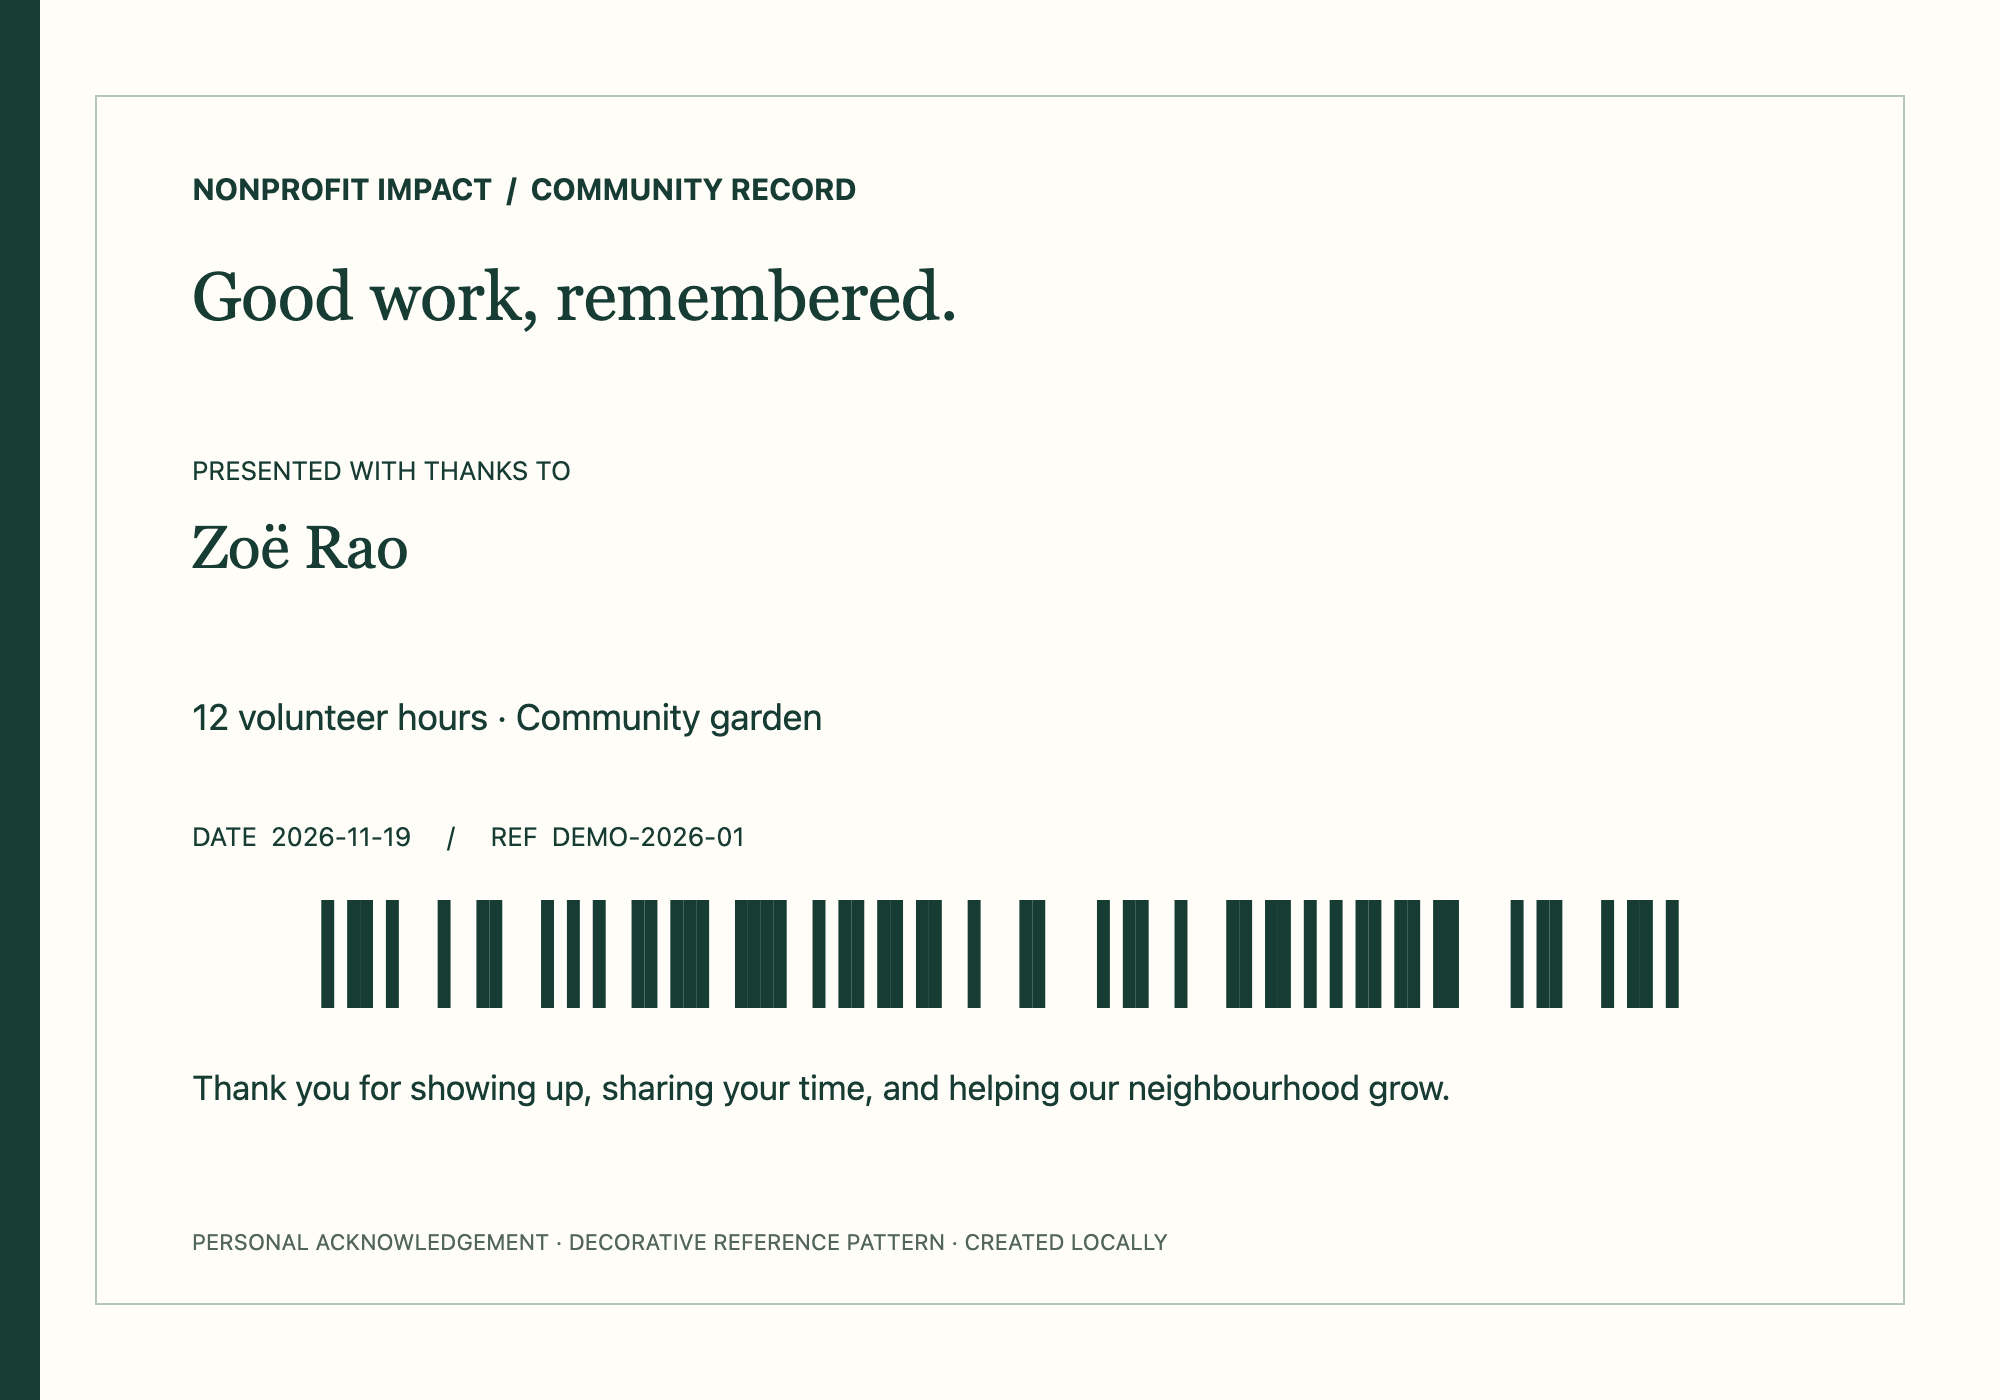 NONPROFIT IMPACT / COMMUNITY RECORD
Good work, remembered.
PRESENTED WITH THANKS TO
Zoë Rao
12 volunteer hours · Community garden
DATE 2026-11-19 / REF DEMO-2026-01
Thank you for showing up, sharing your time, and helping our neighbourhood grow.
PERSONAL ACKNOWLEDGEMENT · DECORATIVE REFERENCE PATTERN · CREATED LOCALLY